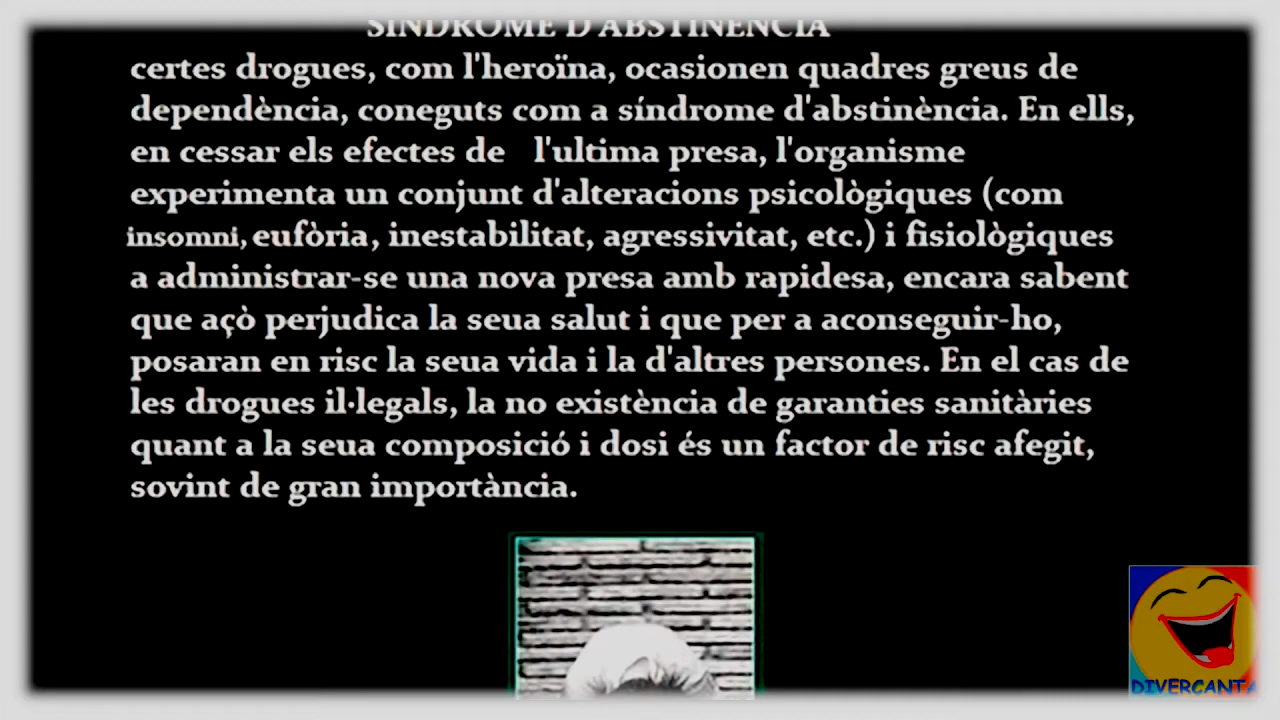 SÍNDROME D'ABSTINÈNCIA
certes drogues, com l'heroïna, ocasionen quadres greus de
dependència, coneguts com a síndrome d'abstinència. En ells,
en cessar els efectes de l'ultima presa, l'organisme
experimenta un conjunt d'alteracions psicològiques (com
insomni, eufòria, inestabilitat, agressivitat, etc.) i fisiològiques
a administrar-se una nova presa amb rapidesa, encara sabent
que açò perjudica la seua salut i que per a aconseguir-ho,
posaran en risc la seua vida i la d'altres persones. En el cas de
les drogues il·legals, la no existència de garanties sanitàries
quant a la seua composició i dosi és un factor de risc afegit,
sovint de gran importància.
DIVERCANTA